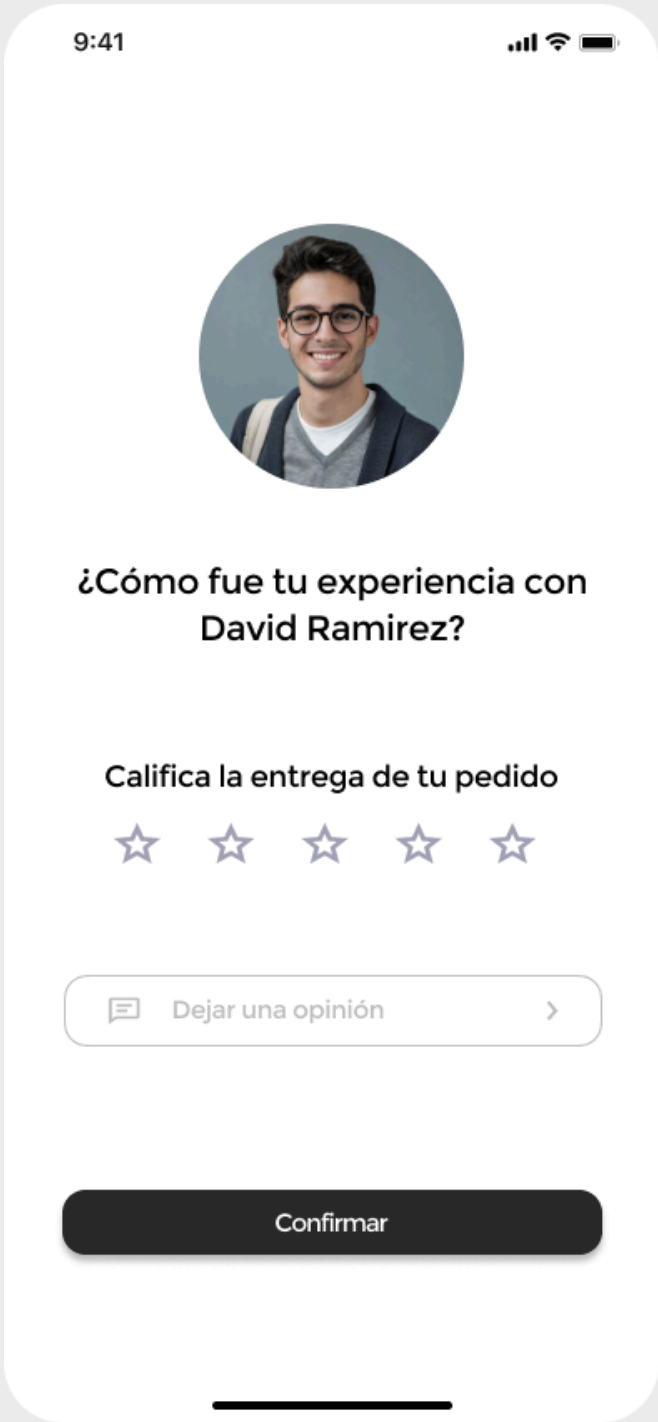 9:41
¿Cómo fue tu experiencia con
David Ramirez?
Califica la entrega de tu pedido
Dejar una opinión
Confirmar